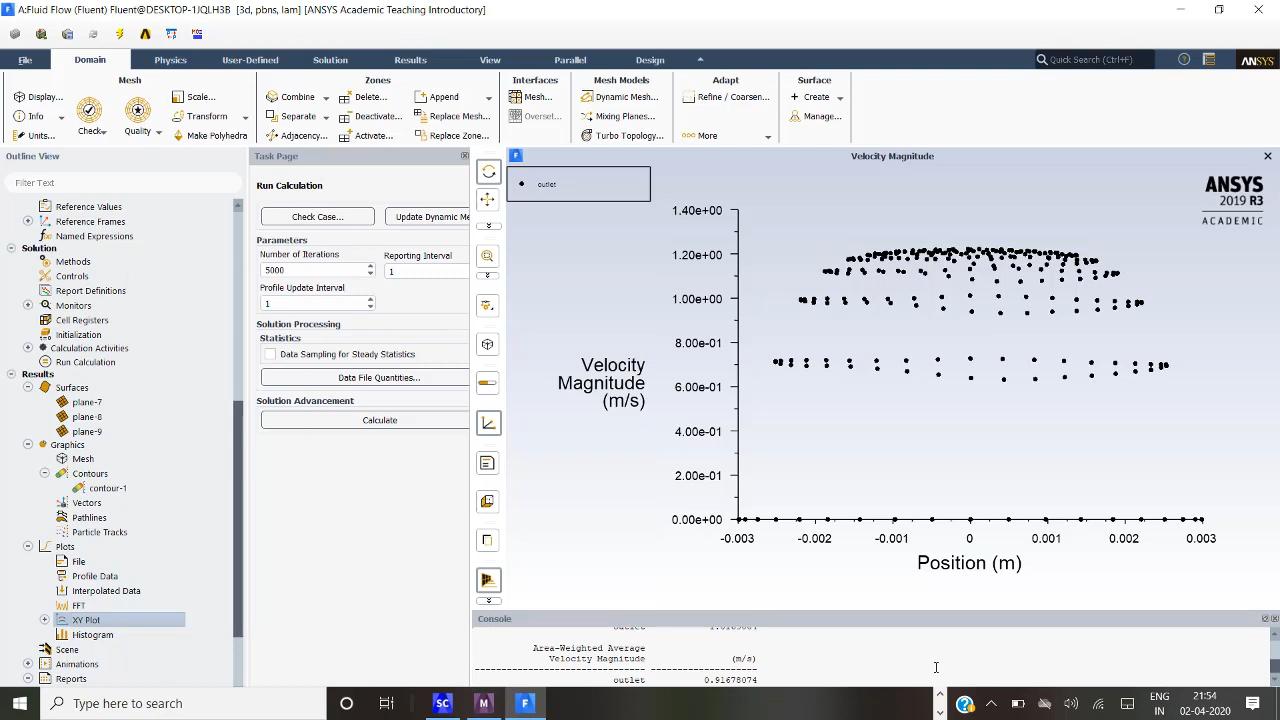 A:Fluid Flow (Fluent) Fluent@DESKTOP-1JQLH3B [3d, pbns, lam] [ANSYS Academic Teaching Introductory]
File Domain Physics User-Defined Solution Results View Parallel Design Quick Search (Ctrl+F) ANSYS
Mesh Zones Interfaces Mesh Models Adapt Surface
Display... Scale... Combine Delete... Append Mesh... Dynamic Mesh... Refine / Coarsen... Create
Info Check Quality Transform Separate Deactivate... Replace Mesh... Overset... Mixing Planes... Manage...
Units... Make Polyhedra Adjacency... Activate... Replace Zone... Turbo Topology... More
Outline View
Filter Text
Reference Values
Reference Frames
Named Expressions
Solution
Methods
Controls
Report Definitions
Monitors
Cell Registers
Initialization
Calculation Activities
Run Calculation
Results
Surfaces
plane-7
plane-8
plane-9
Graphics
Mesh
Contours
contour-1
Vectors
Pathlines
Particle Tracks
Plots
File
Profile Data
Interpolated Data
FFT
XY Plot
Histogram
Scene
Animations
Reports
Task Page
Run Calculation
Check Case... Update Dynamic Me
Parameters
Number of Iterations Reporting Interval
5000 1
Profile Update Interval
1
Solution Processing
Statistics
Data Sampling for Steady Statistics
Data File Quantities...
Solution Advancement
Calculate
Velocity Magnitude
outlet
ANSYS
2019 R3
ACADEMIC
1.40e+00
1.20e+00
1.00e+00
8.00e-01
6.00e-01
4.00e-01
2.00e-01
0.00e+00
Velocity
Magnitude
(m/s)
-0.003 -0.002 -0.001 0 0.001 0.002 0.003
Position (m)
Console
Area-Weighted Average
Velocity Magnitude (m/s)
outlet 0.91678074
Type here to search
SC M F
ENG
IN
21:54
02-04-2020